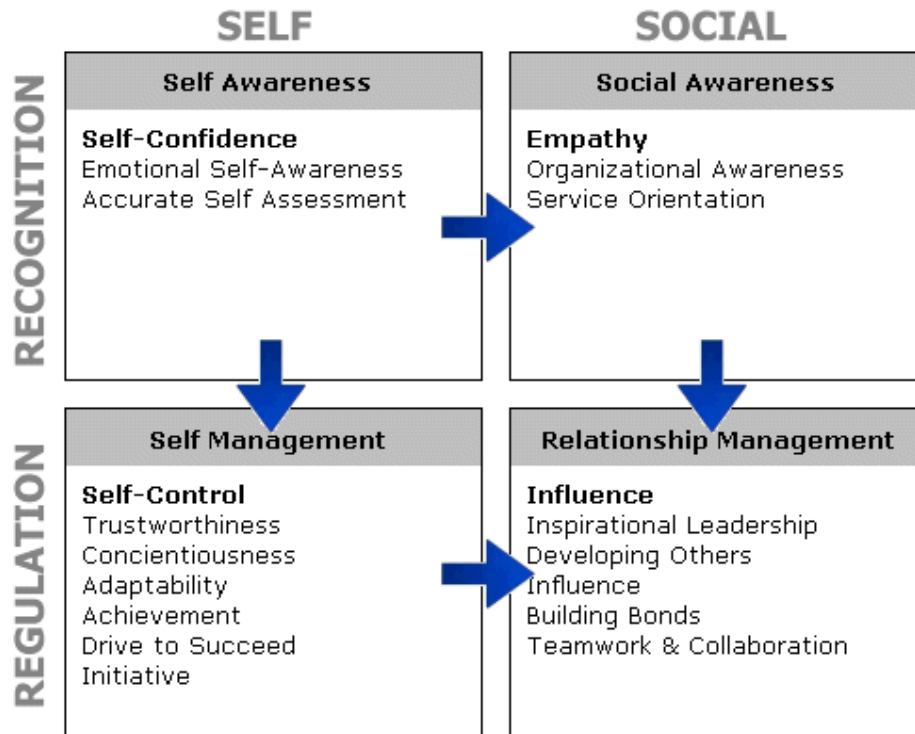 SELF
SOCIAL
RECOGNITION
Self Awareness
Self-Confidence
Emotional Self-Awareness
Accurate Self Assessment
Social Awareness
Empathy
Organizational Awareness
Service Orientation
REGULATION
Self Management
Self-Control
Trustworthiness
Concientiousness
Adaptability
Achievement
Drive to Succeed
Initiative
Relationship Management
Influence
Inspirational Leadership
Developing Others
Influence
Building Bonds
Teamwork & Collaboration